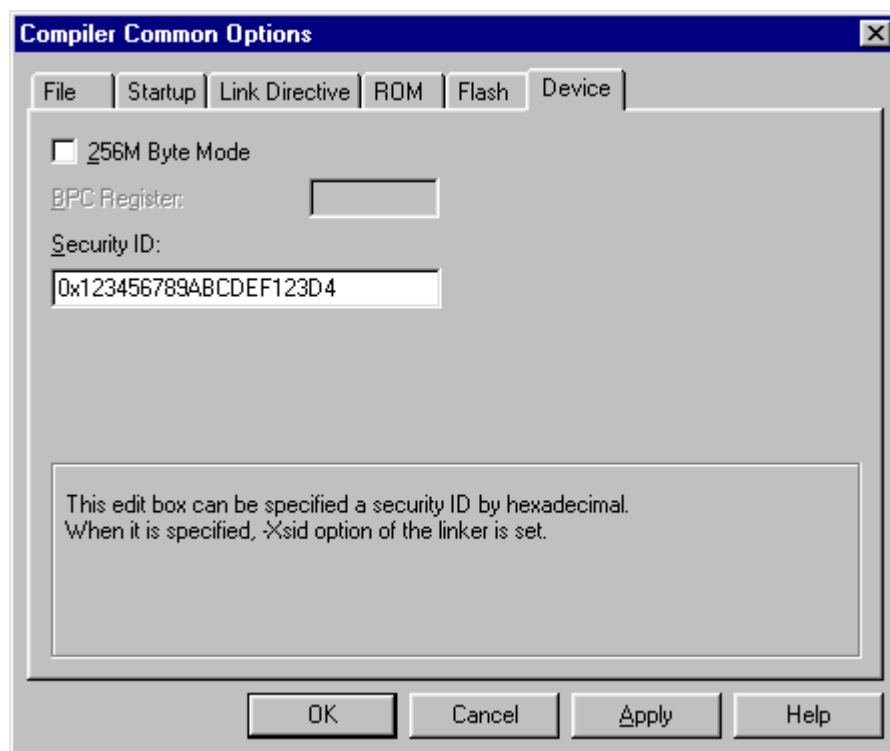 Compiler Common Options
File Startup Link Directive ROM Flash Device
256M Byte Mode
BPC Register:
Security ID:
0x123456789ABCDEF123D4
This edit box can be specified a security ID by hexadecimal.
When it is specified, -Xsid option of the linker is set.
OK Cancel Apply Help